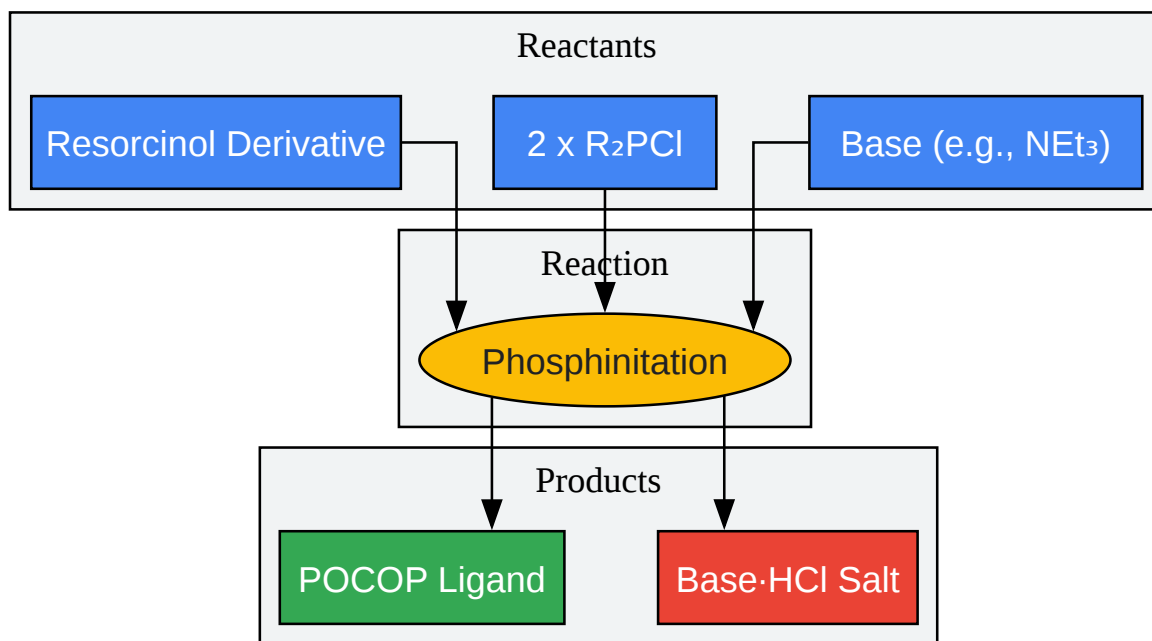 Reactants
Resorcinol Derivative
2 x R₂PCl
Base (e.g., NEt₃)
Reaction
Phosphinitation
Products
POCOP Ligand
Base·HCl Salt